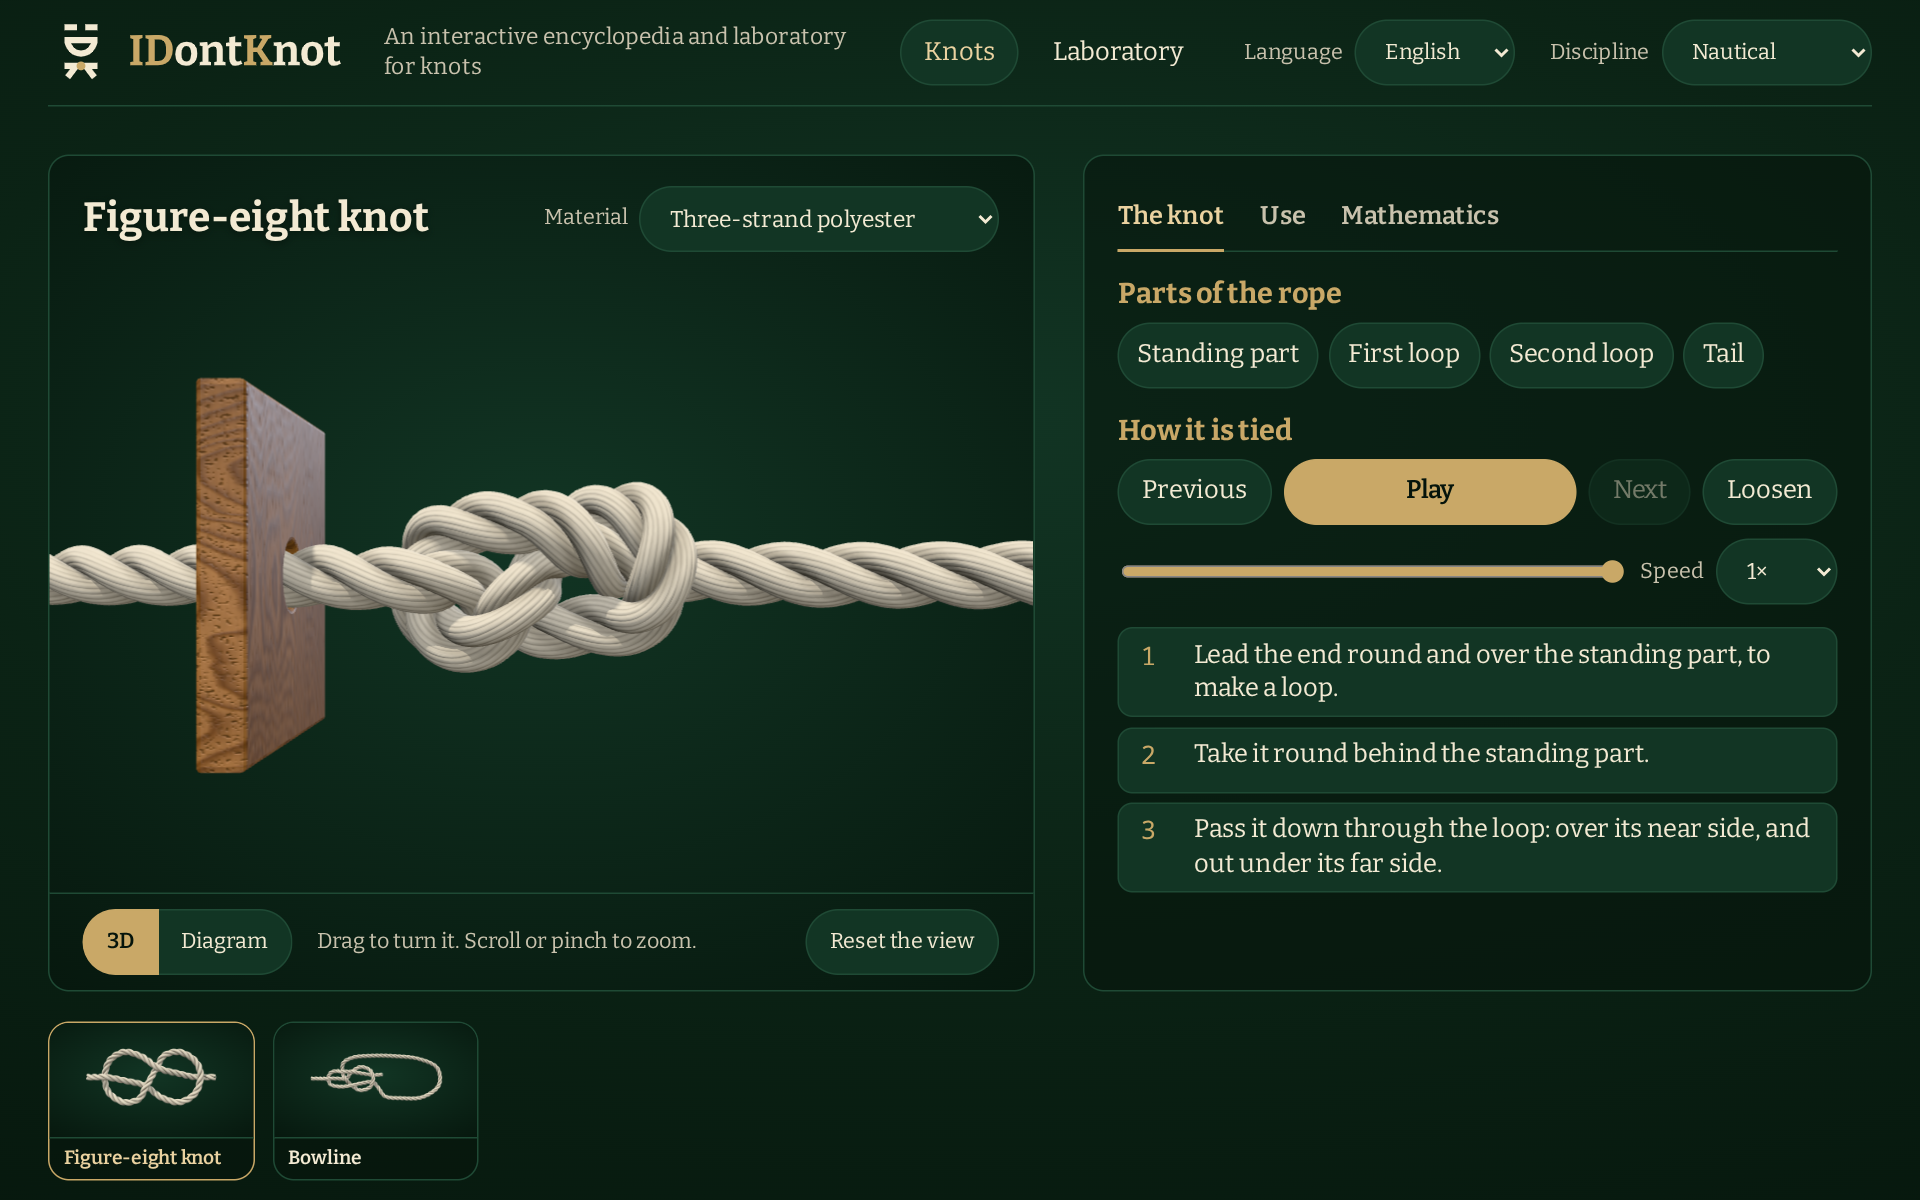 IDontKnot
An interactive encyclopedia and laboratory
for knots
Knots
Laboratory
Language
English
Discipline
Nautical
Figure-eight knot
Material
Three-strand polyester
The knot
Use
Mathematics
Parts of the rope
Standing part
First loop
Second loop
Tail
How it is tied
Previous
Play
Next
Loosen
Speed
1×
1
Lead the end round and over the standing part, to
make a loop.
2
Take it round behind the standing part.
3
Pass it down through the loop: over its near side, and
out under its far side.
3D
Diagram
Drag to turn it. Scroll or pinch to zoom.
Reset the view
Figure-eight knot
Bowline